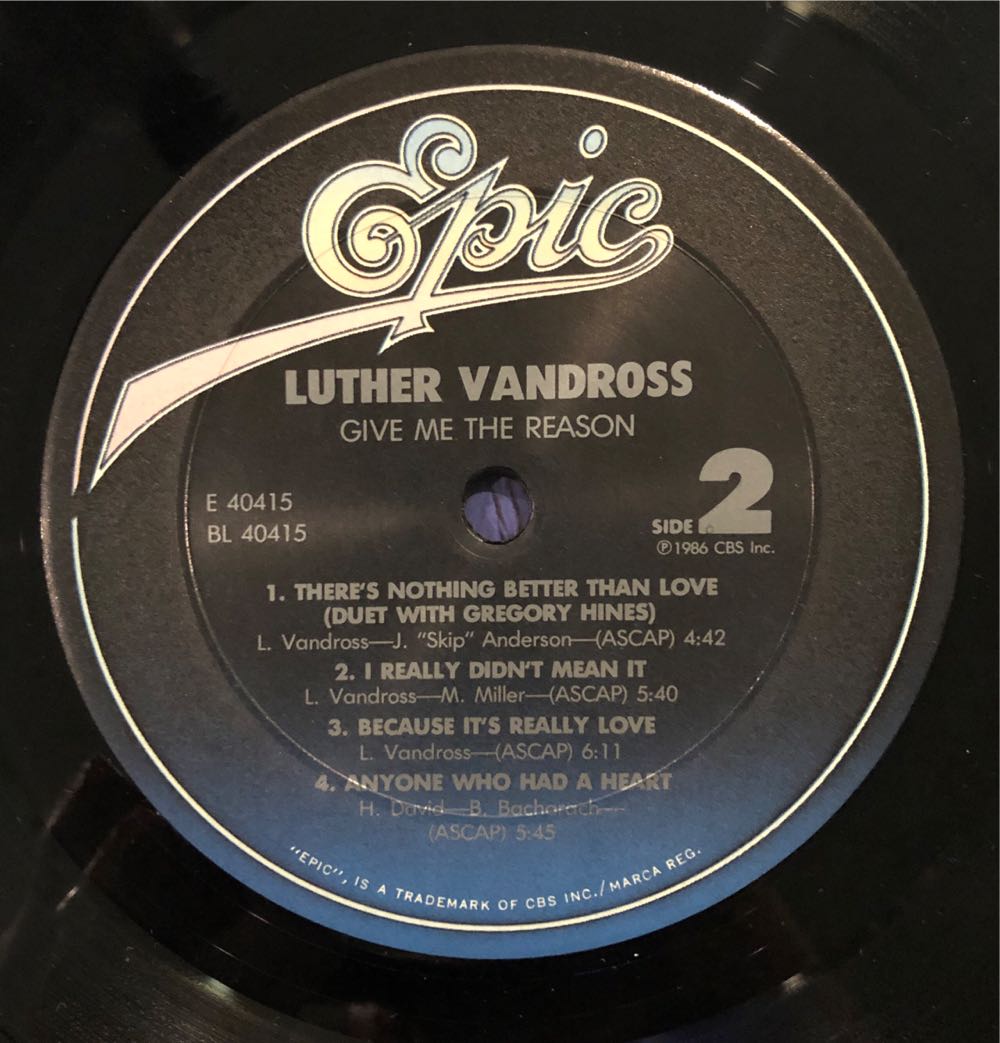 Epic
LUTHER VANDROSS
GIVE ME THE REASON
E 40415
BL 40415
SIDE 2
Ⓟ1986 CBS Inc.
1. THERE'S NOTHING BETTER THAN LOVE
(DUET WITH GREGORY HINES)
L. Vandross—J. "Skip" Anderson—(ASCAP) 4:42
2. I REALLY DIDN'T MEAN IT
L. Vandross—M. Miller—(ASCAP) 5:40
3. BECAUSE IT'S REALLY LOVE
L. Vandross—(ASCAP) 6:11
4. ANYONE WHO HAD A HEART
H. David—B. Bacharach—
(ASCAP) 5:45
"EPIC", IS A TRADEMARK OF CBS INC./MARCA REG.